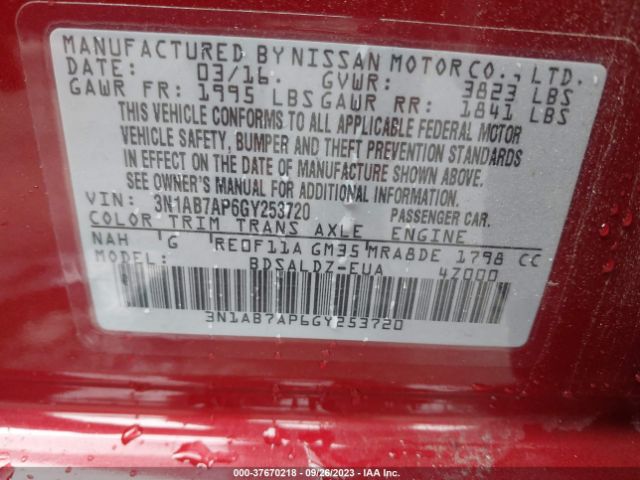 MANUFACTURED BY NISSAN MOTOR CO., LTD.
DATE: 03/16. GVWR: 3823 LBS
GAWR FR: 1995 LBS GAWR RR: 1841 LBS
THIS VEHICLE CONFORMS TO ALL APPLICABLE FEDERAL MOTOR
VEHICLE SAFETY, BUMPER AND THEFT PREVENTION STANDARDS
IN EFFECT ON THE DATE OF MANUFACTURE SHOWN ABOVE.
SEE OWNER'S MANUAL FOR ADDITIONAL INFORMATION.
VIN: 3N1AB7AP6GY253720 PASSENGER CAR.
COLOR TRIM TRANS AXLE ENGINE
NAH G RE0F11A GM35 MRA8DE 1798 CC
MODEL: BDSALDZ-EUA 4Z000
3N1AB7AP6GY253720
000-37670218 - 09/26/2023 - IAA Inc.